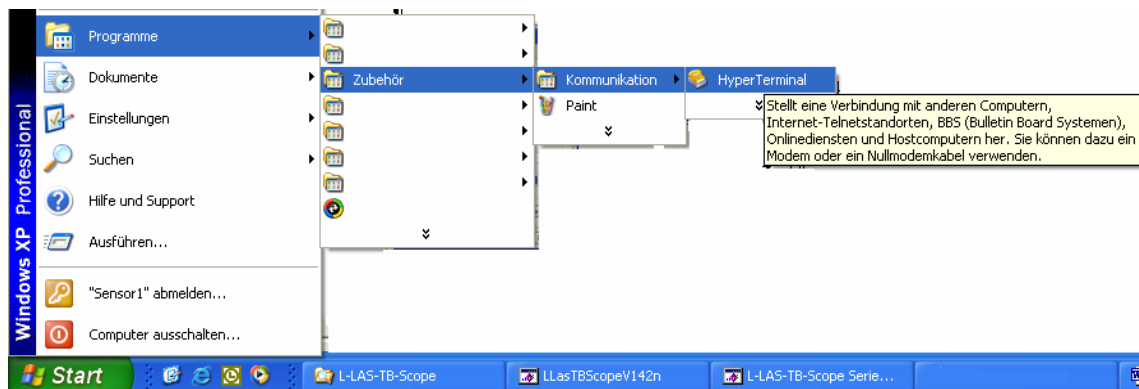 Windows XP Professional
Programme
Dokumente
Einstellungen
Suchen
Hilfe und Support
Ausführen...
"Sensor1" abmelden...
Computer ausschalten...
Zubehör
Kommunikation
Paint
HyperTerminal
Stellt eine Verbindung mit anderen Computern,
Internet-Telnetstandorten, BBS (Bulletin Board Systemen),
Onlinediensten und Hostcomputern her. Sie können dazu ein
Modem oder ein Nullmodemkabel verwenden.
Start
L-LAS-TB-Scope
LLasTBScopeV142n
L-LAS-TB-Scope Serie...